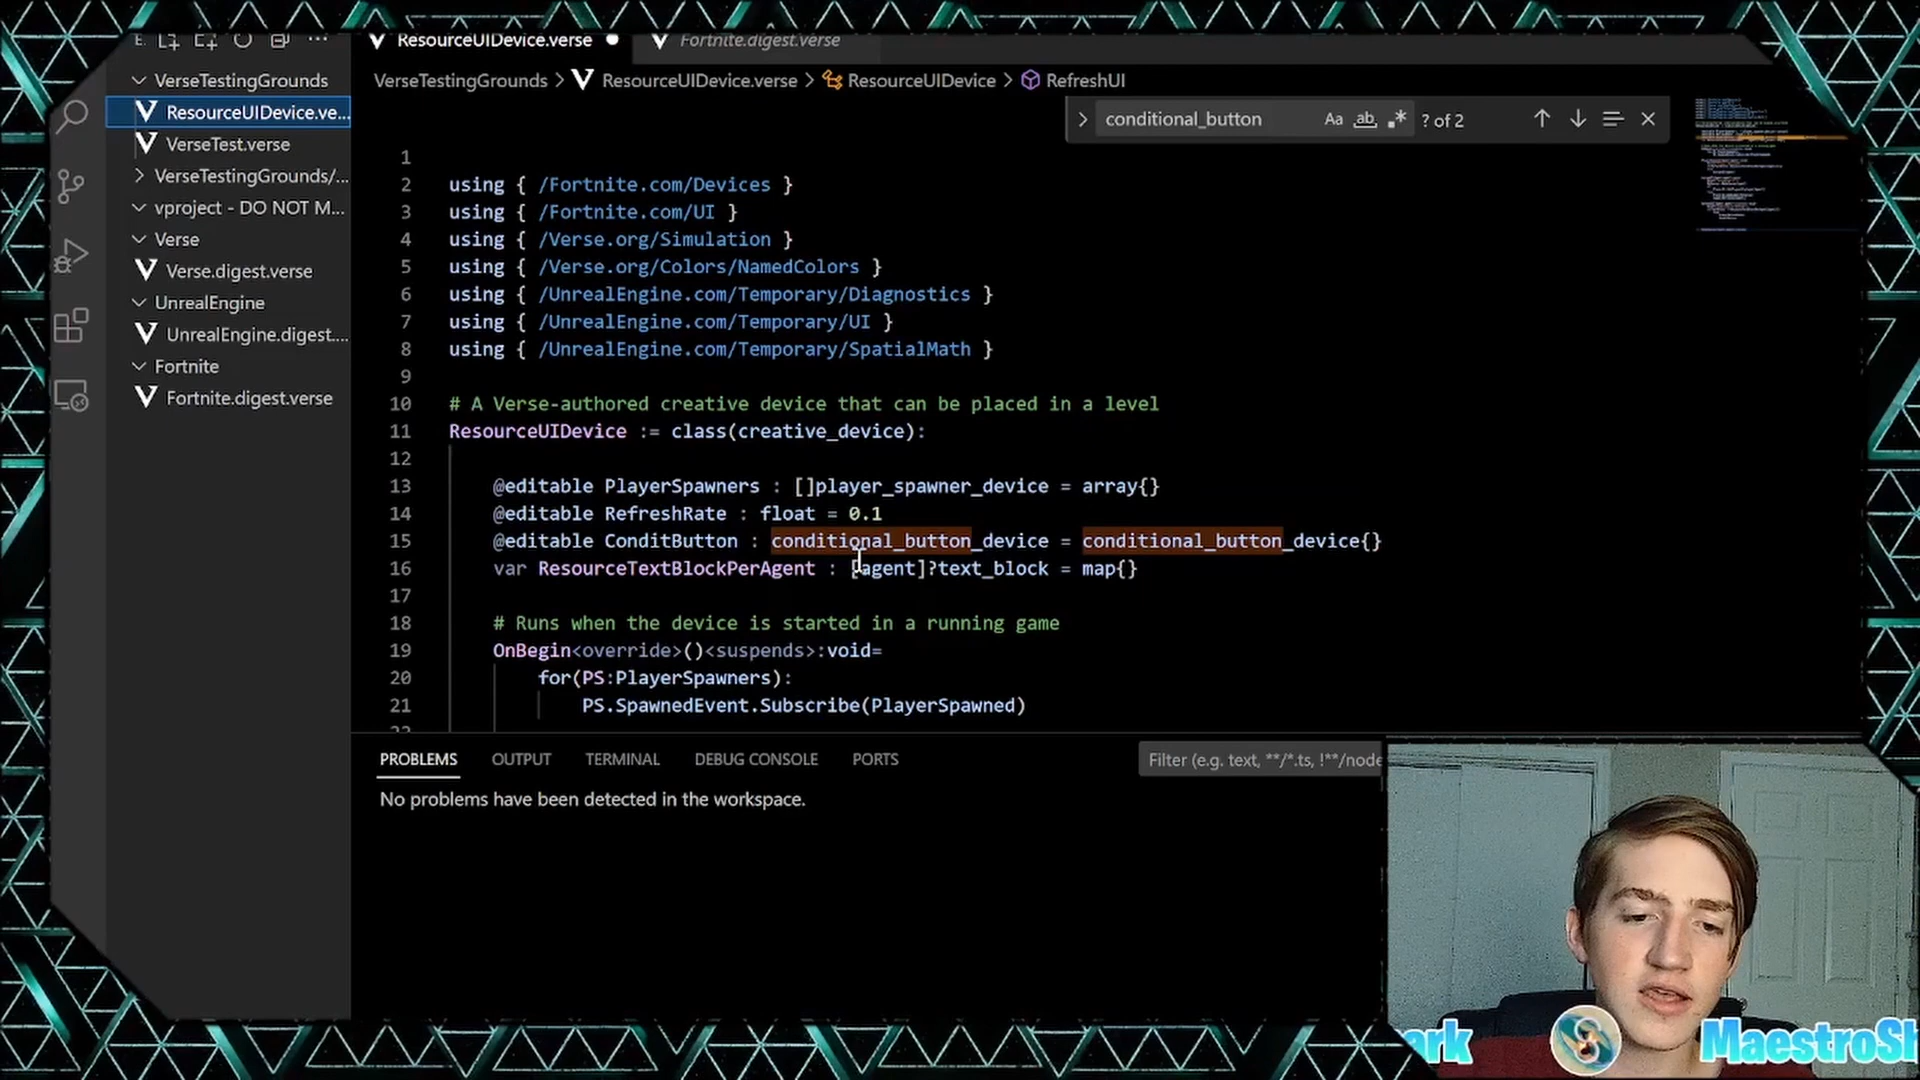 E. ...
ResourceUIDevice.verse
Fortnite.digest.verse
VerseTestingGrounds
ResourceUIDevice.ve...
VerseTest.verse
VerseTestingGrounds/...
vproject - DO NOT M...
Verse
Verse.digest.verse
UnrealEngine
UnrealEngine.digest....
Fortnite
Fortnite.digest.verse
VerseTestingGrounds > ResourceUIDevice.verse > ResourceUIDevice > RefreshUI
conditional_button Aa ab .* ? of 2
1
2 using { /Fortnite.com/Devices }
3 using { /Fortnite.com/UI }
4 using { /Verse.org/Simulation }
5 using { /Verse.org/Colors/NamedColors }
6 using { /UnrealEngine.com/Temporary/Diagnostics }
7 using { /UnrealEngine.com/Temporary/UI }
8 using { /UnrealEngine.com/Temporary/SpatialMath }
9
10 # A Verse-authored creative device that can be placed in a level
11 ResourceUIDevice := class(creative_device):
12
13 @editable PlayerSpawners : []player_spawner_device = array{}
14 @editable RefreshRate : float = 0.1
15 @editable ConditButton : conditional_button_device = conditional_button_device{}
16 var ResourceTextBlockPerAgent : [agent]?text_block = map{}
17
18 # Runs when the device is started in a running game
19 OnBegin<override>()<suspends>:void=
20 for(PS:PlayerSpawners):
21 PS.SpawnedEvent.Subscribe(PlayerSpawned)
PROBLEMS OUTPUT TERMINAL DEBUG CONSOLE PORTS
Filter (e.g. text, **/*.ts, !**/node
No problems have been detected in the workspace.
ark
MaestroSh